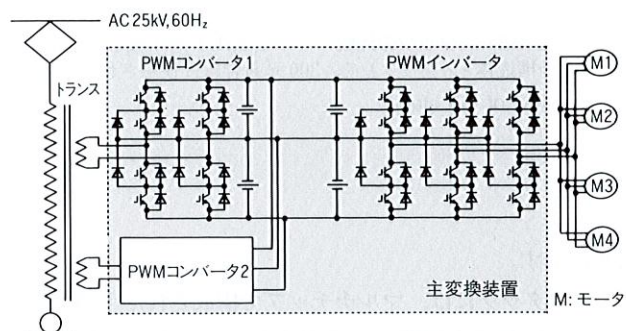 AC 25kV, 60Hz
PWMコンバータ1
PWMインバータ
トランス
M1
M2
M3
M4
PWMコンバータ2
主変換装置
M: モータ